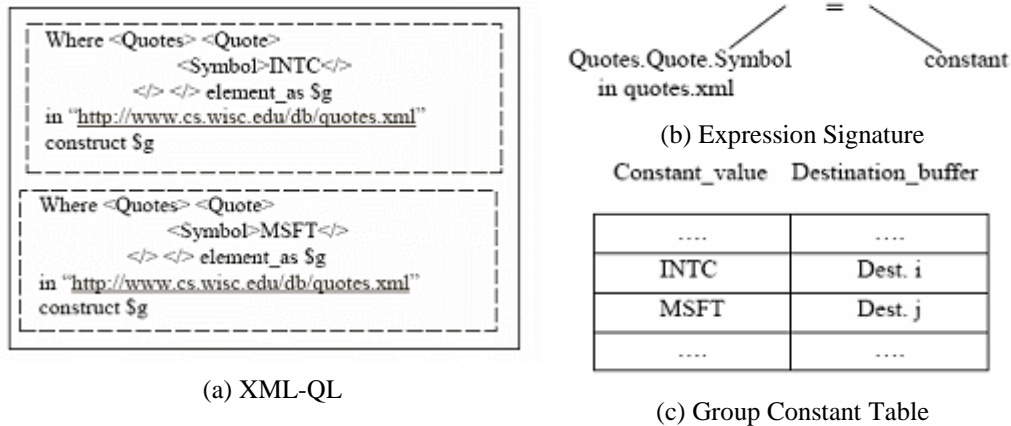 Where <Quotes> <Quote>
<Symbol>INTC</>
</> </> element_as $g
in “http://www.cs.wisc.edu/db/quotes.xml”
construct $g
Where <Quotes> <Quote>
<Symbol>MSFT</>
</> </> element_as $g
in “http://www.cs.wisc.edu/db/quotes.xml”
construct $g
(a) XML-QL
=
Quotes.Quote.Symbol constant
in quotes.xml
(b) Expression Signature
Constant_value Destination_buffer
.... ....
INTC Dest. i
MSFT Dest. j
.... ....
(c) Group Constant Table